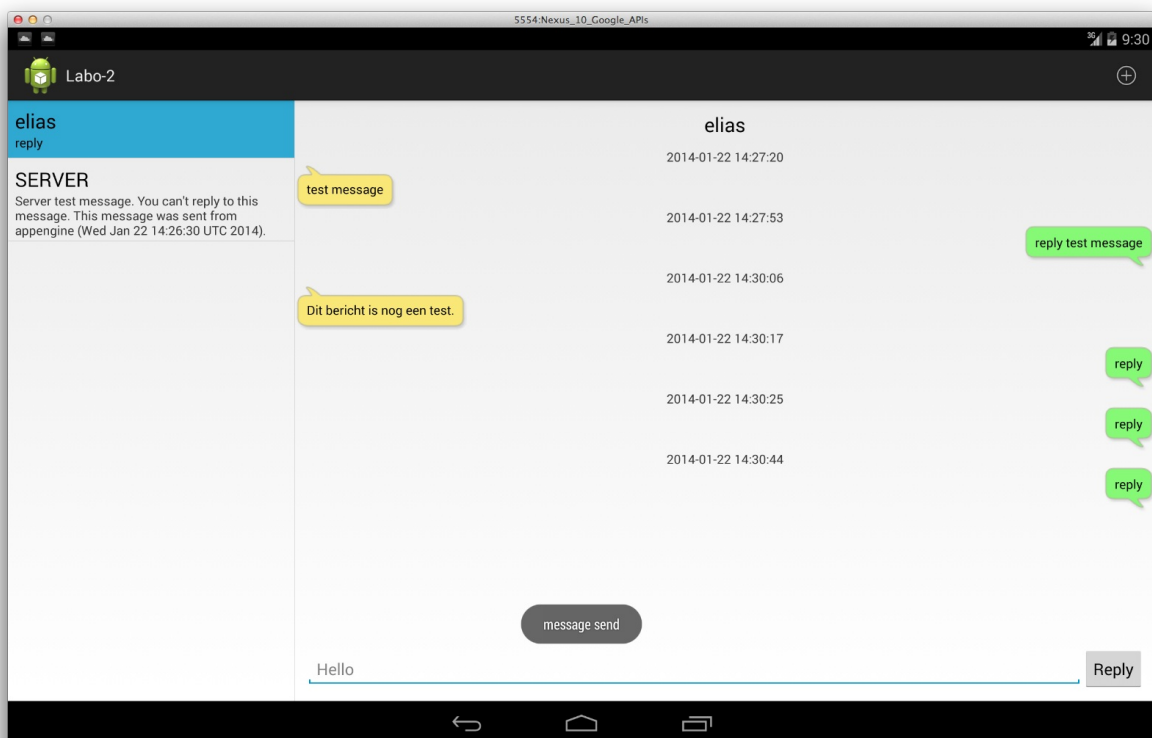 5554:Nexus_10_Google_APIs
3G 9:30
Labo-2
elias
reply
SERVER
Server test message. You can't reply to this
message. This message was sent from
appengine (Wed Jan 22 14:26:30 UTC 2014).
elias
2014-01-22 14:27:20
test message
2014-01-22 14:27:53
reply test message
2014-01-22 14:30:06
Dit bericht is nog een test.
2014-01-22 14:30:17
reply
2014-01-22 14:30:25
reply
2014-01-22 14:30:44
reply
message send
Hello
Reply